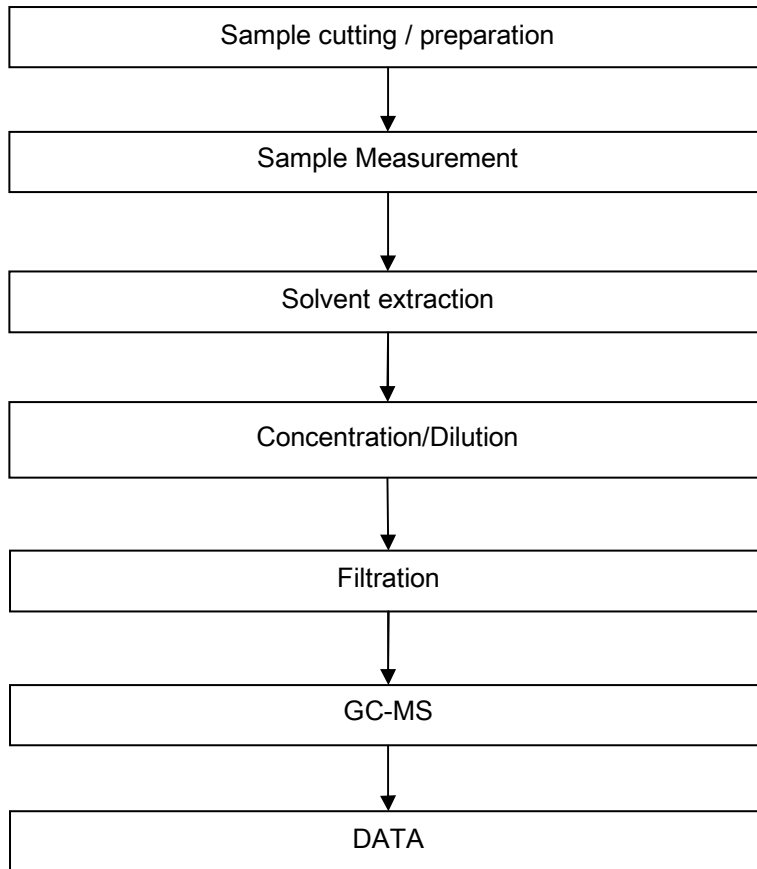 Sample cutting / preparation
Sample Measurement
Solvent extraction
Concentration/Dilution
Filtration
GC-MS
DATA